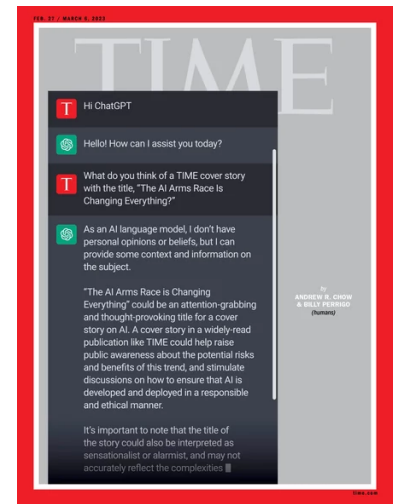 FEB. 27 / MARCH 6, 2023
TIME
T Hi ChatGPT
Hello! How can I assist you today?
T What do you think of a TIME cover story
with the title, "The AI Arms Race Is
Changing Everything?"
As an AI language model, I don't have
personal opinions or beliefs, but I can
provide some context and information on
the subject.
"The AI Arms Race is Changing
Everything" could be an attention-grabbing
and thought-provoking title for a cover
story on AI. A cover story in a widely-read
publication like TIME could help raise
public awareness about the potential risks
and benefits of this trend, and stimulate
discussions on how to ensure that AI is
developed and deployed in a responsible
and ethical manner.
It's important to note that the title of
the story could also be interpreted as
sensationalist or alarmist, and may not
accurately reflect the complexities
By
ANDREW R. CHOW
& BILLY PERRIGO
(humans)
time.com